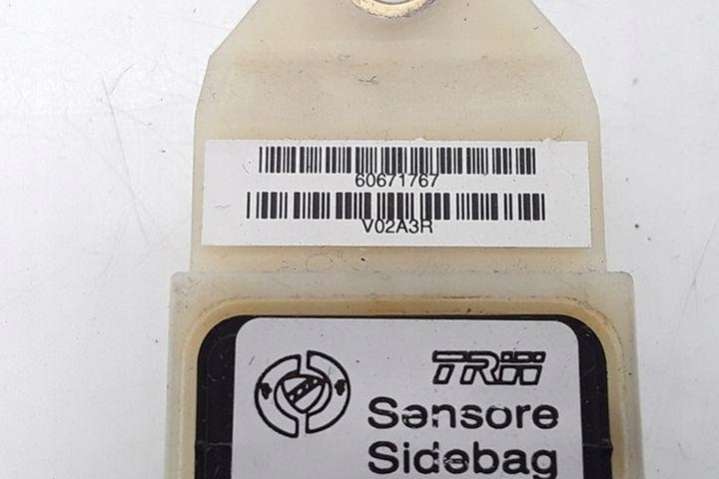 60671767
V02A3R
TRW
Sensore
Sidebag